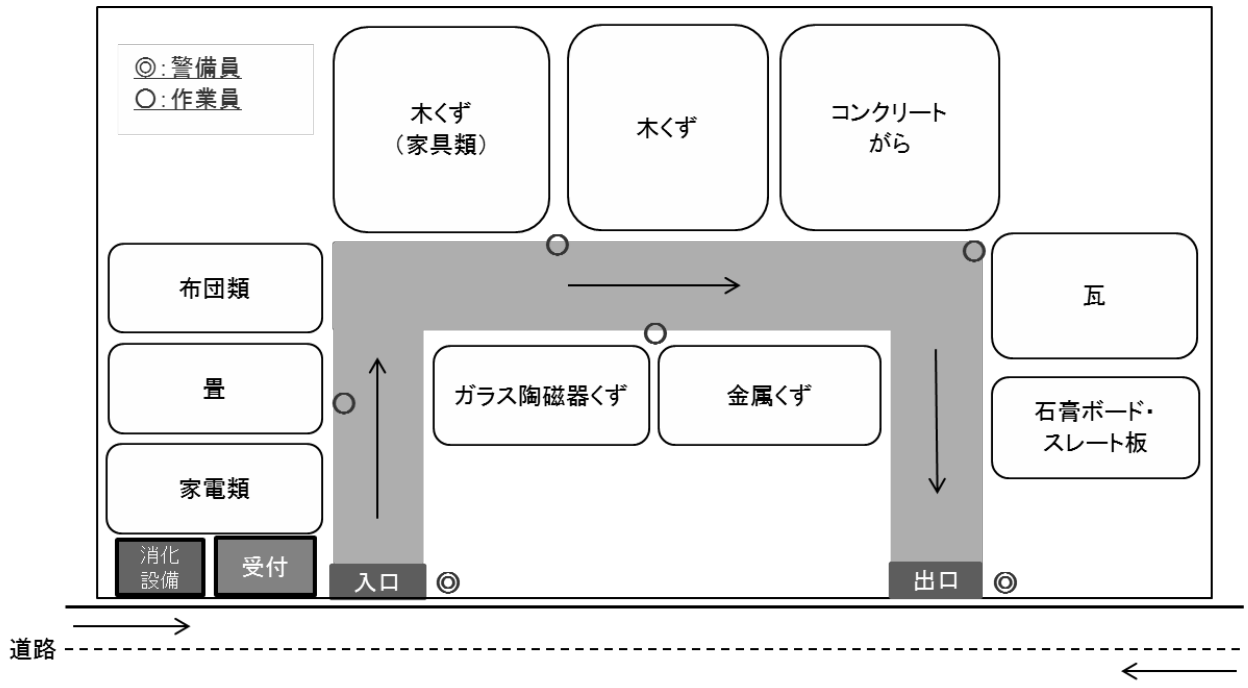 ◎:警備員
○:作業員
木くず
(家具類)
木くず
コンクリート
がら
布団類
瓦
畳
ガラス陶磁器くず
金属くず
石膏ボード・
スレート板
家電類
消化
設備
受付
入口
出口
道路